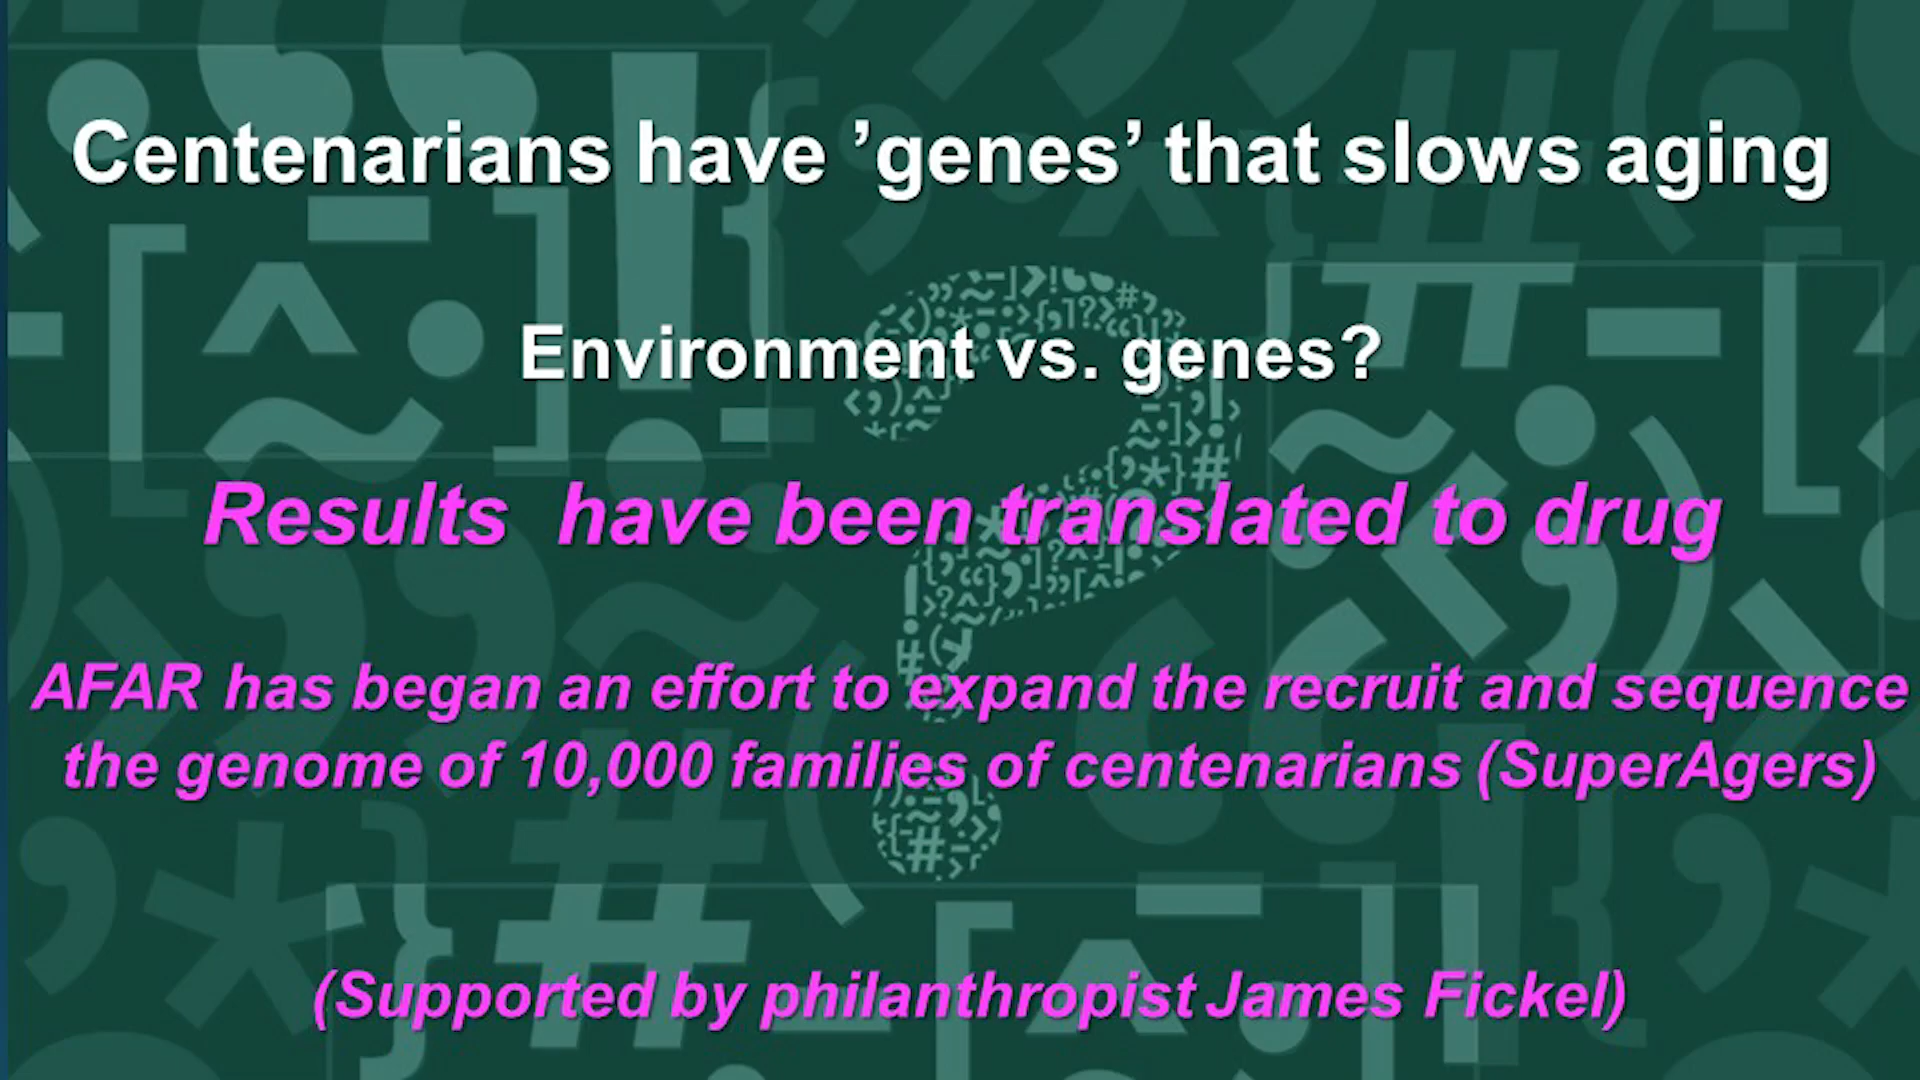 Centenarians have ’genes’ that slows aging
Environment vs. genes?
Results have been translated to drug
AFAR has began an effort to expand the recruit and sequence
the genome of 10,000 families of centenarians (SuperAgers)
(Supported by philanthropist James Fickel)